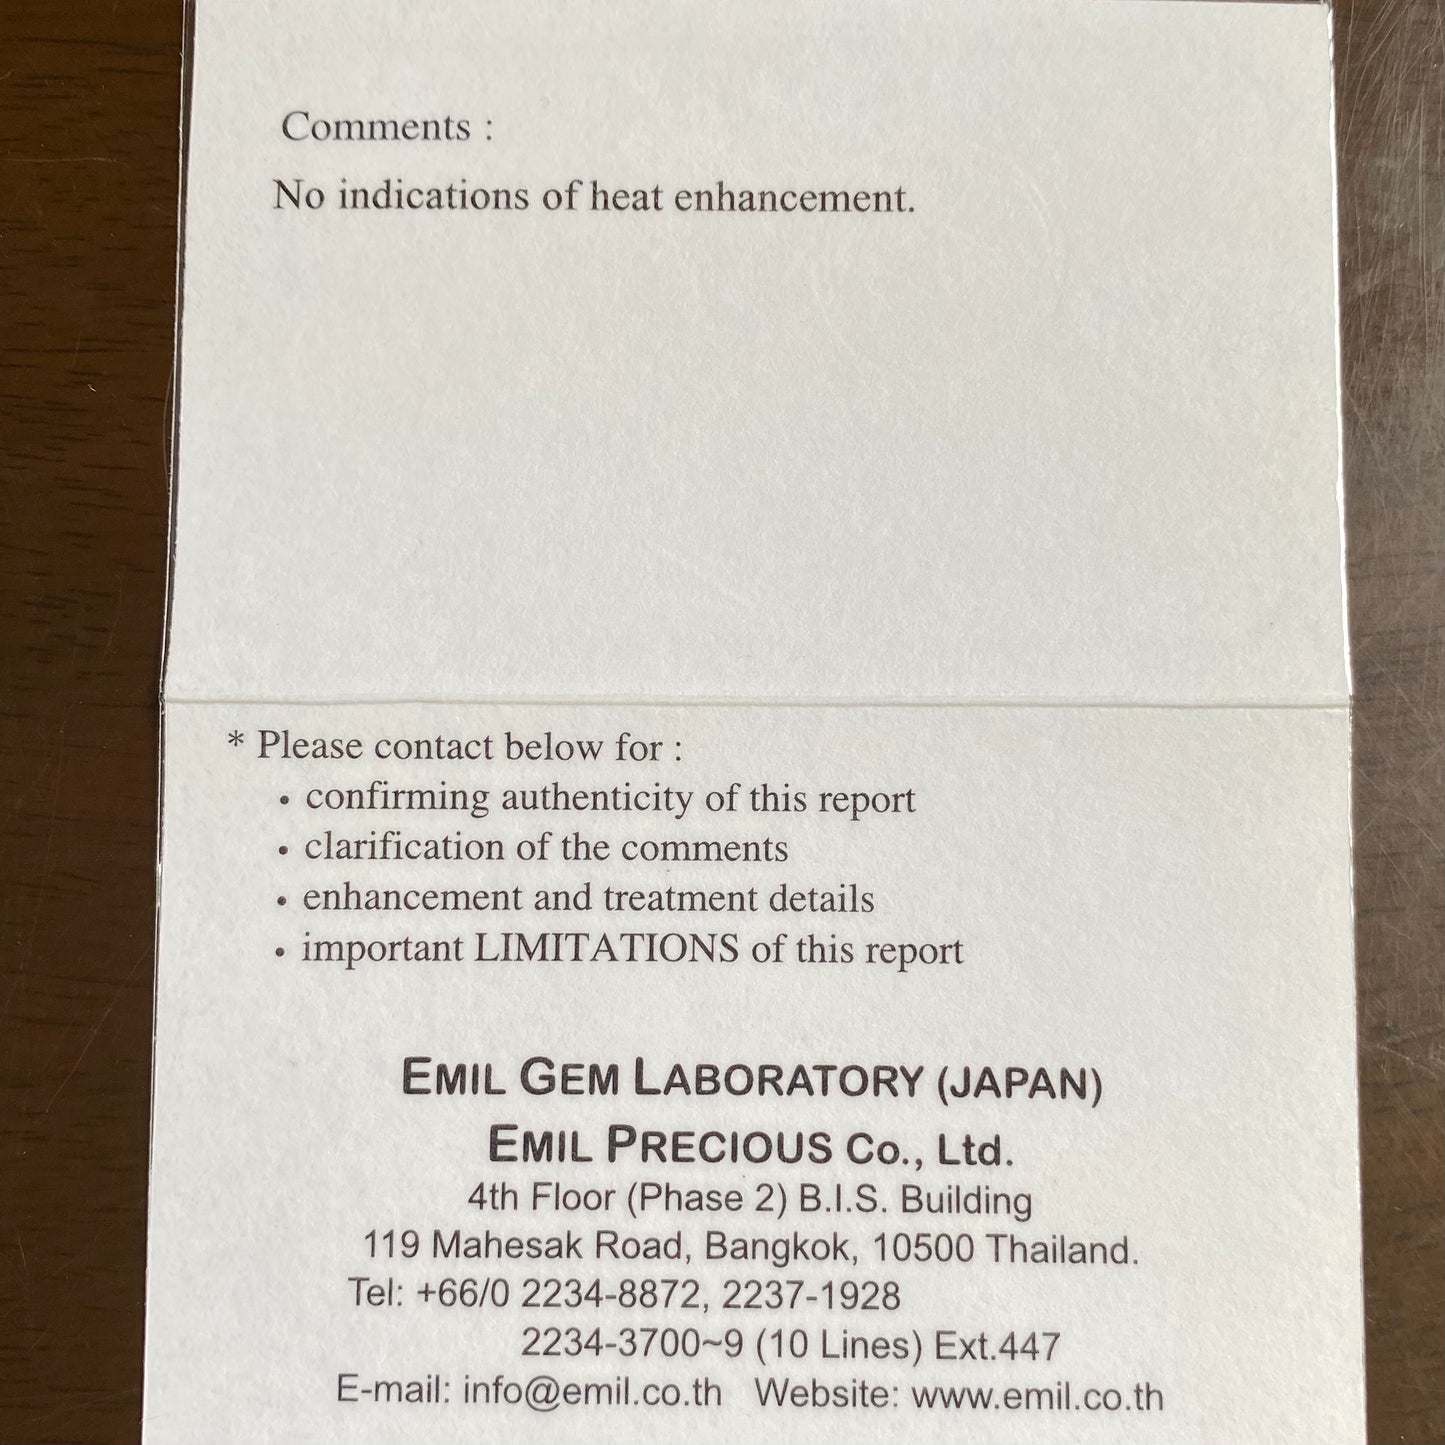 Comments :
No indications of heat enhancement.
* Please contact below for :
• confirming authenticity of this report
• clarification of the comments
• enhancement and treatment details
• important LIMITATIONS of this report
EMIL GEM LABORATORY (JAPAN)
EMIL PRECIOUS Co., Ltd.
4th Floor (Phase 2) B.I.S. Building
119 Mahesak Road, Bangkok, 10500 Thailand.
Tel: +66/0 2234-8872, 2237-1928
2234-3700~9 (10 Lines) Ext.447
E-mail: info@emil.co.th Website: www.emil.co.th